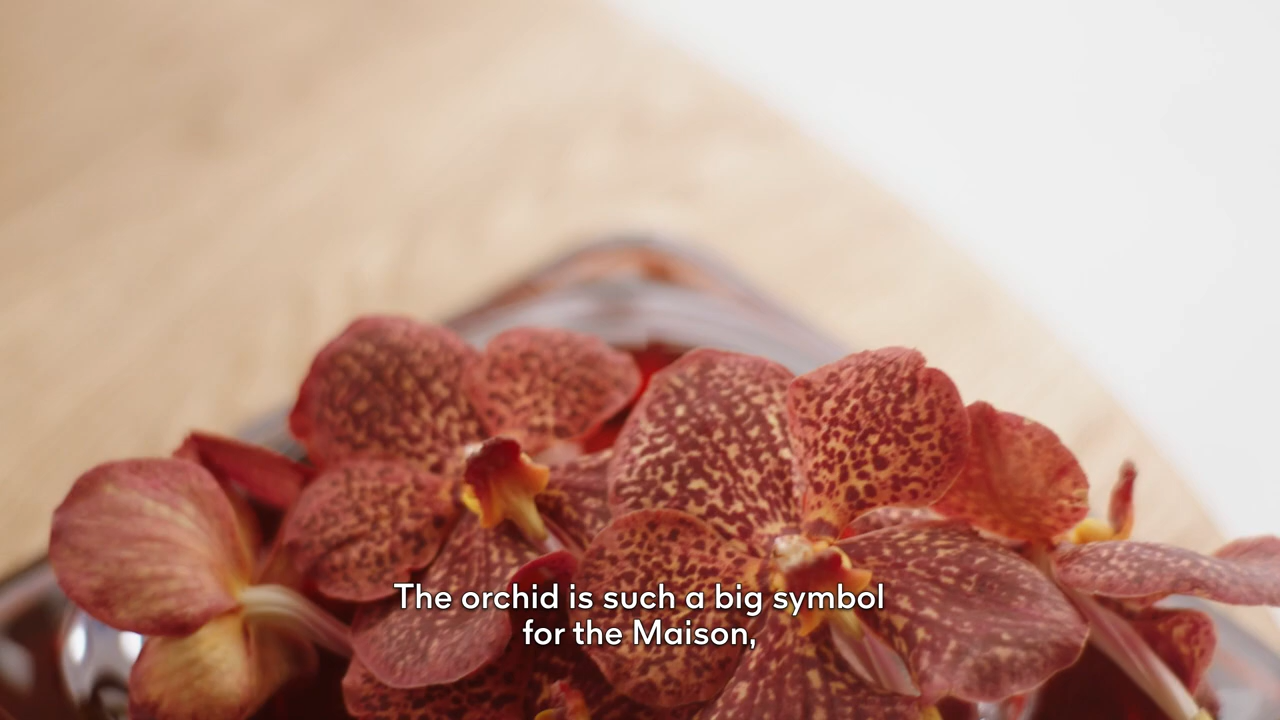 The orchid is such a big symbol
for the Maison,